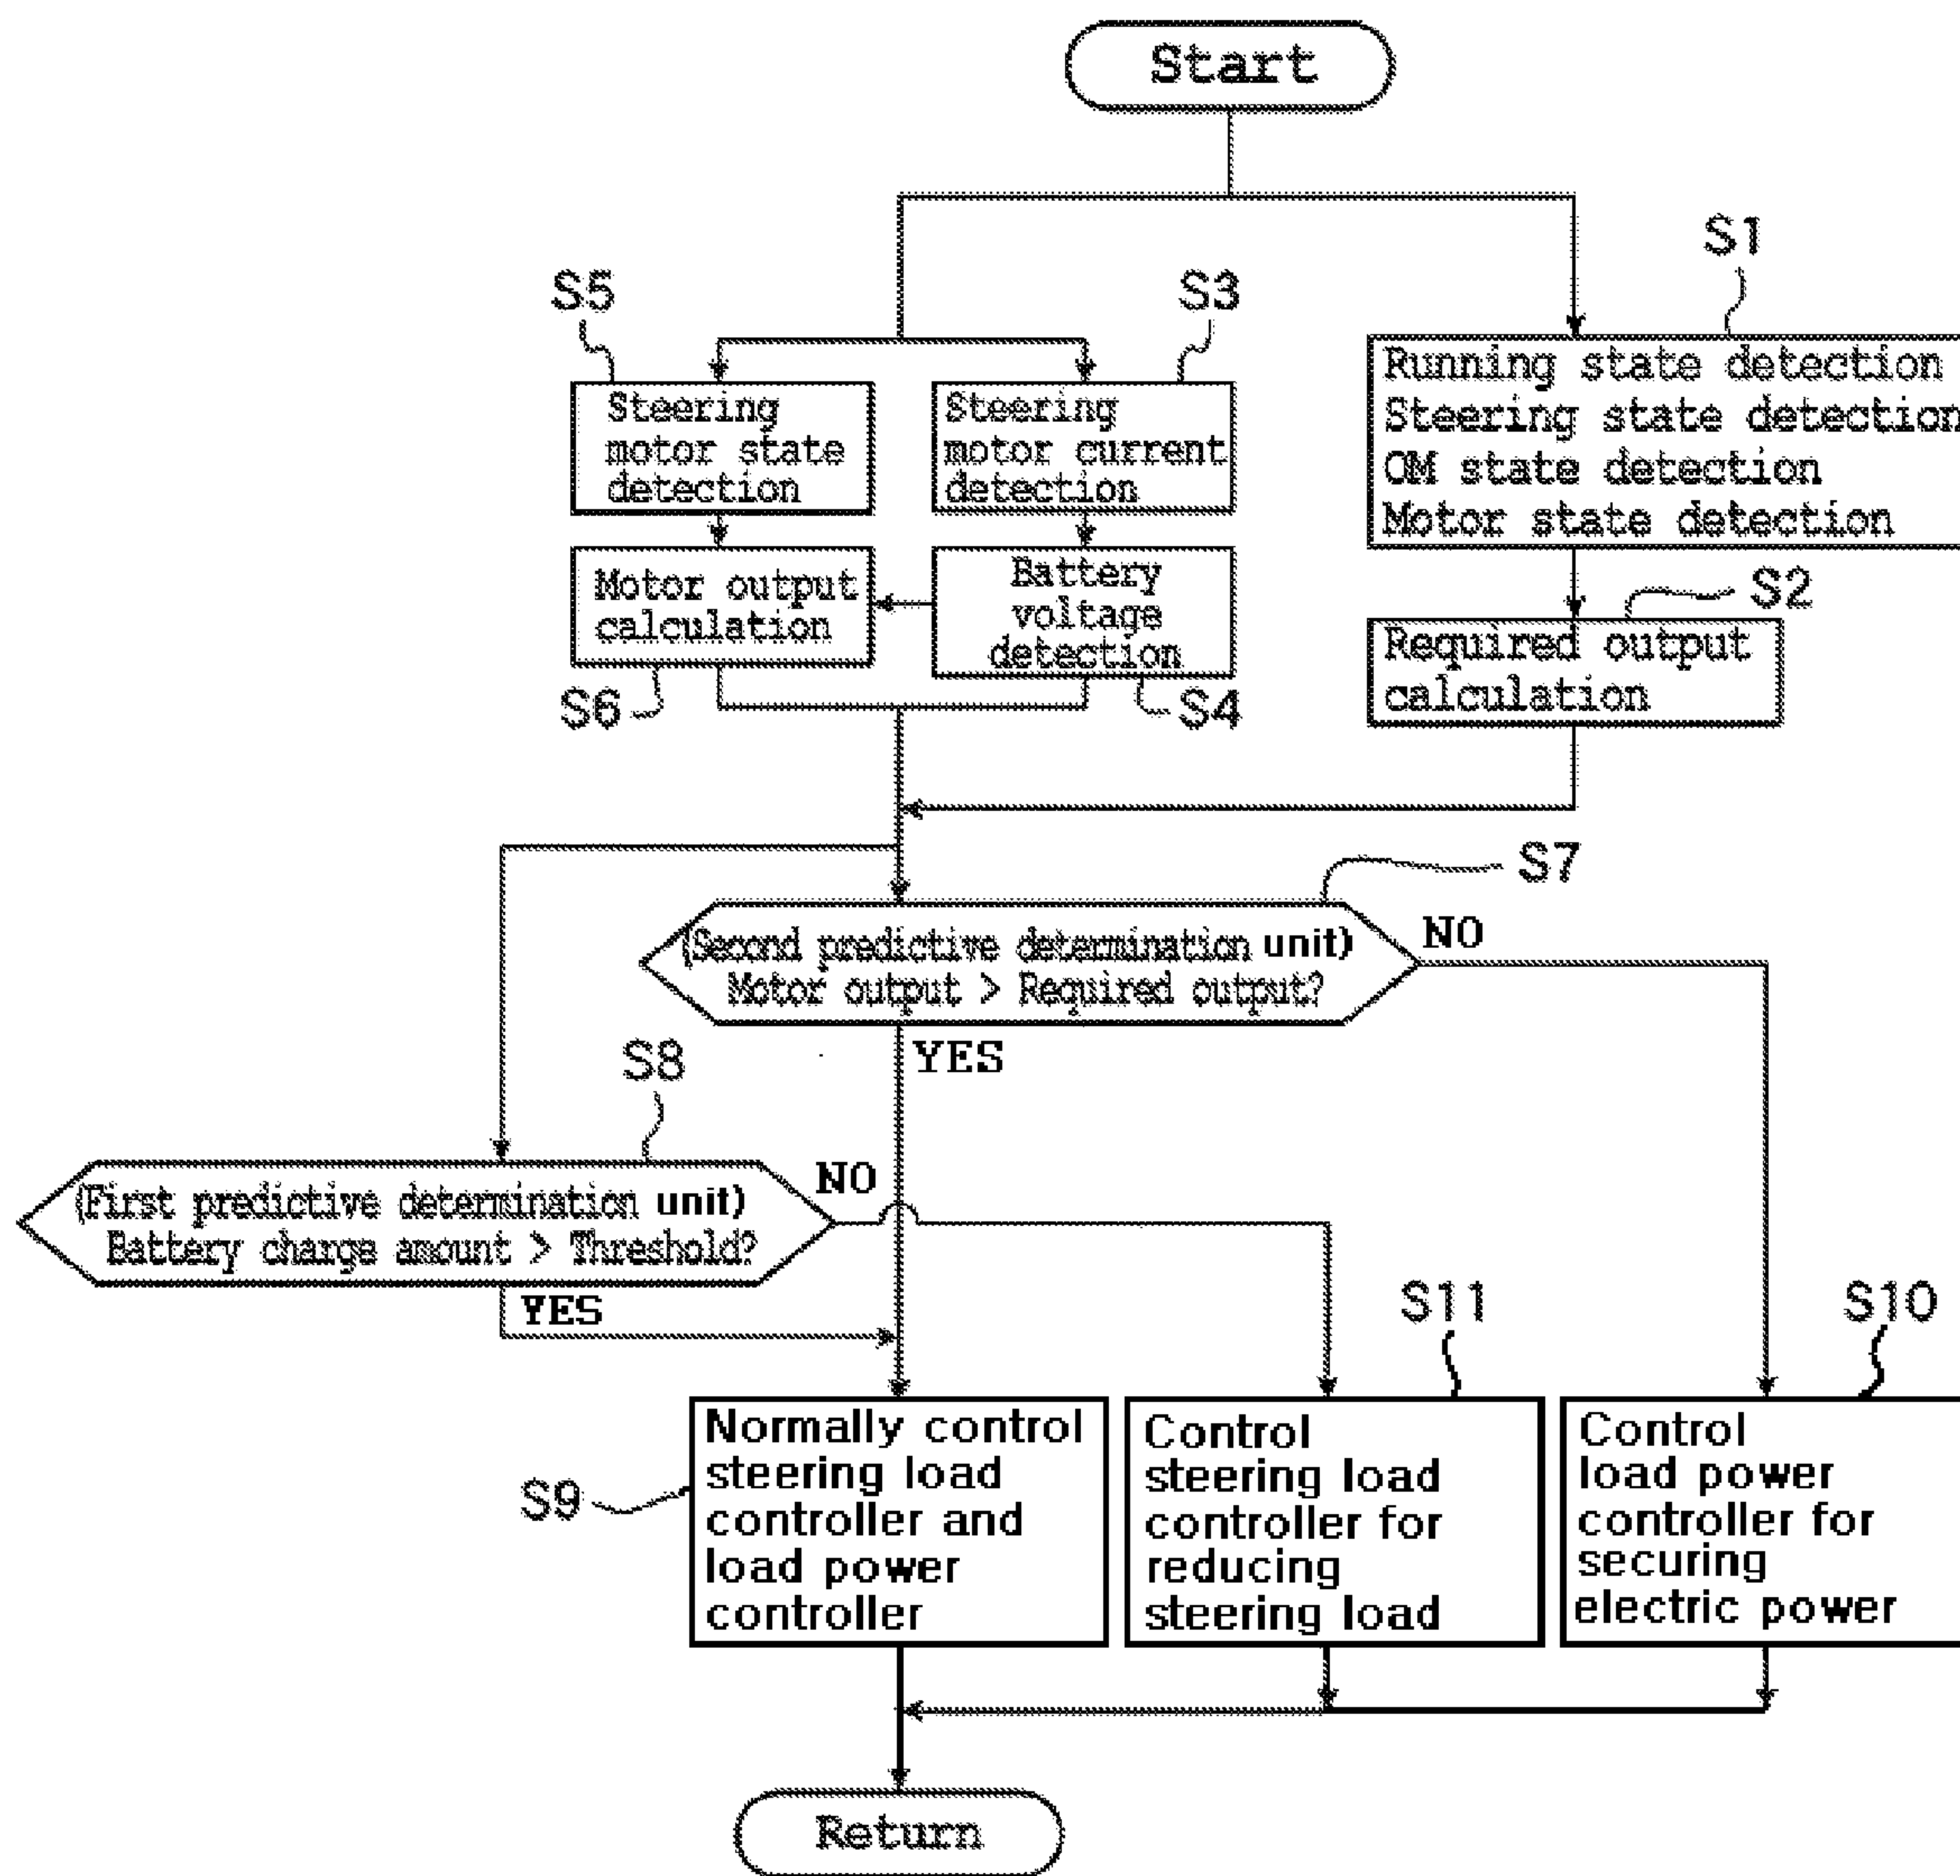 Start
S1
S5
S3
Running state detection
Steering state detection
OM state detection
Motor state detection
Steering
motor state
detection
Steering
motor current
detection
Motor output
calculation
Battery
voltage
detection
S2
Required output
calculation
S6
S4
S7
(Second predictive determination unit)
Motor output > Required output?
NO
YES
S8
(First predictive determination unit)
Battery charge amount > Threshold?
NO
YES
S11
S10
S9
Normally control
steering load
controller and
load power
controller
Control
steering load
controller for
reducing
steering load
Control
load power
controller for
securing
electric power
Return